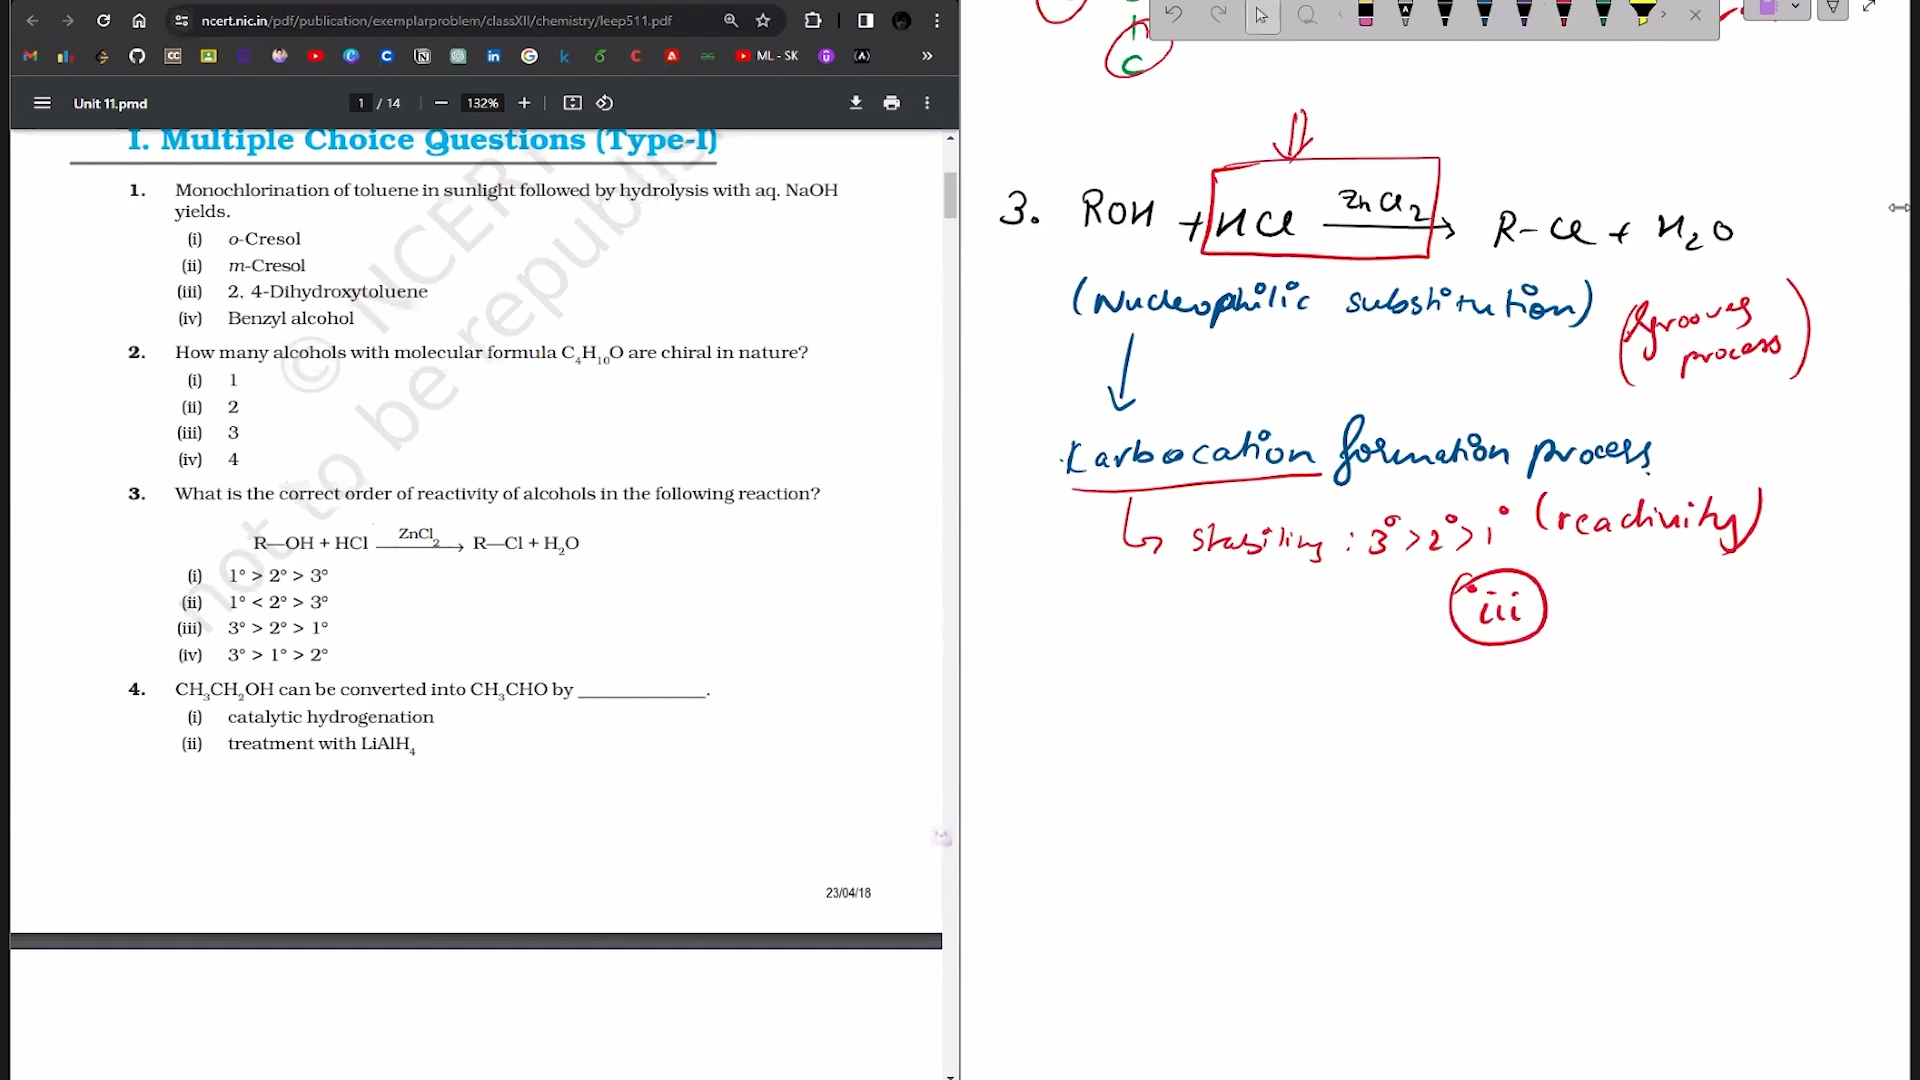 ncert.nic.in/pdf/publication/exemplarproblem/classXII/chemistry/leep511.pdf
ML - SK
Unit 11.pmd
1 / 14
132%
I. Multiple Choice Questions (Type-I)
1. Monochlorination of toluene in sunlight followed by hydrolysis with aq. NaOH
yields.
(i) o-Cresol
(ii) m-Cresol
(iii) 2, 4-Dihydroxytoluene
(iv) Benzyl alcohol
2. How many alcohols with molecular formula C₄H₁₀O are chiral in nature?
(i) 1
(ii) 2
(iii) 3
(iv) 4
3. What is the correct order of reactivity of alcohols in the following reaction?
R—OH + HCl ZnCl₂ → R—Cl + H₂O
(i) 1° > 2° > 3°
(ii) 1° < 2° > 3°
(iii) 3° > 2° > 1°
(iv) 3° > 1° > 2°
4. CH₃CH₂OH can be converted into CH₃CHO by ______________.
(i) catalytic hydrogenation
(ii) treatment with LiAlH₄
23/04/18
© NCERT
not to be republis
C
3. ROH + HCl ZnCl₂ → R-Cl + H₂O
(Nucleophilic substitution)
(Grooves
process)
Carbocation formation process
↳ stability : 3° > 2° > 1° (reactivity)
iii